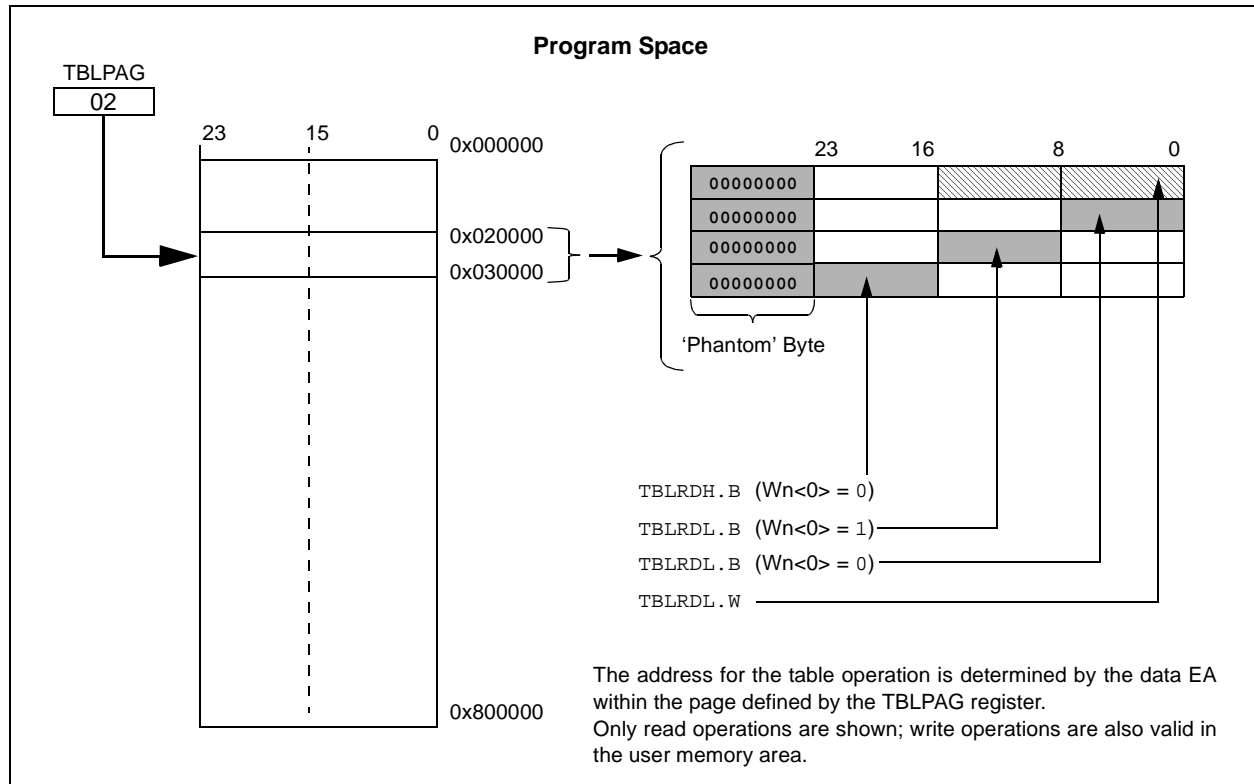 Program Space
TBLPAG
02
23 15 0
0x000000
0x020000
0x030000
0x800000
23 16 8 0
00000000
00000000
00000000
00000000
‘Phantom’ Byte
TBLRDH.B (Wn<0> = 0)
TBLRDL.B (Wn<0> = 1)
TBLRDL.B (Wn<0> = 0)
TBLRDL.W
The address for the table operation is determined by the data EA
within the page defined by the TBLPAG register.
Only read operations are shown; write operations are also valid in
the user memory area.